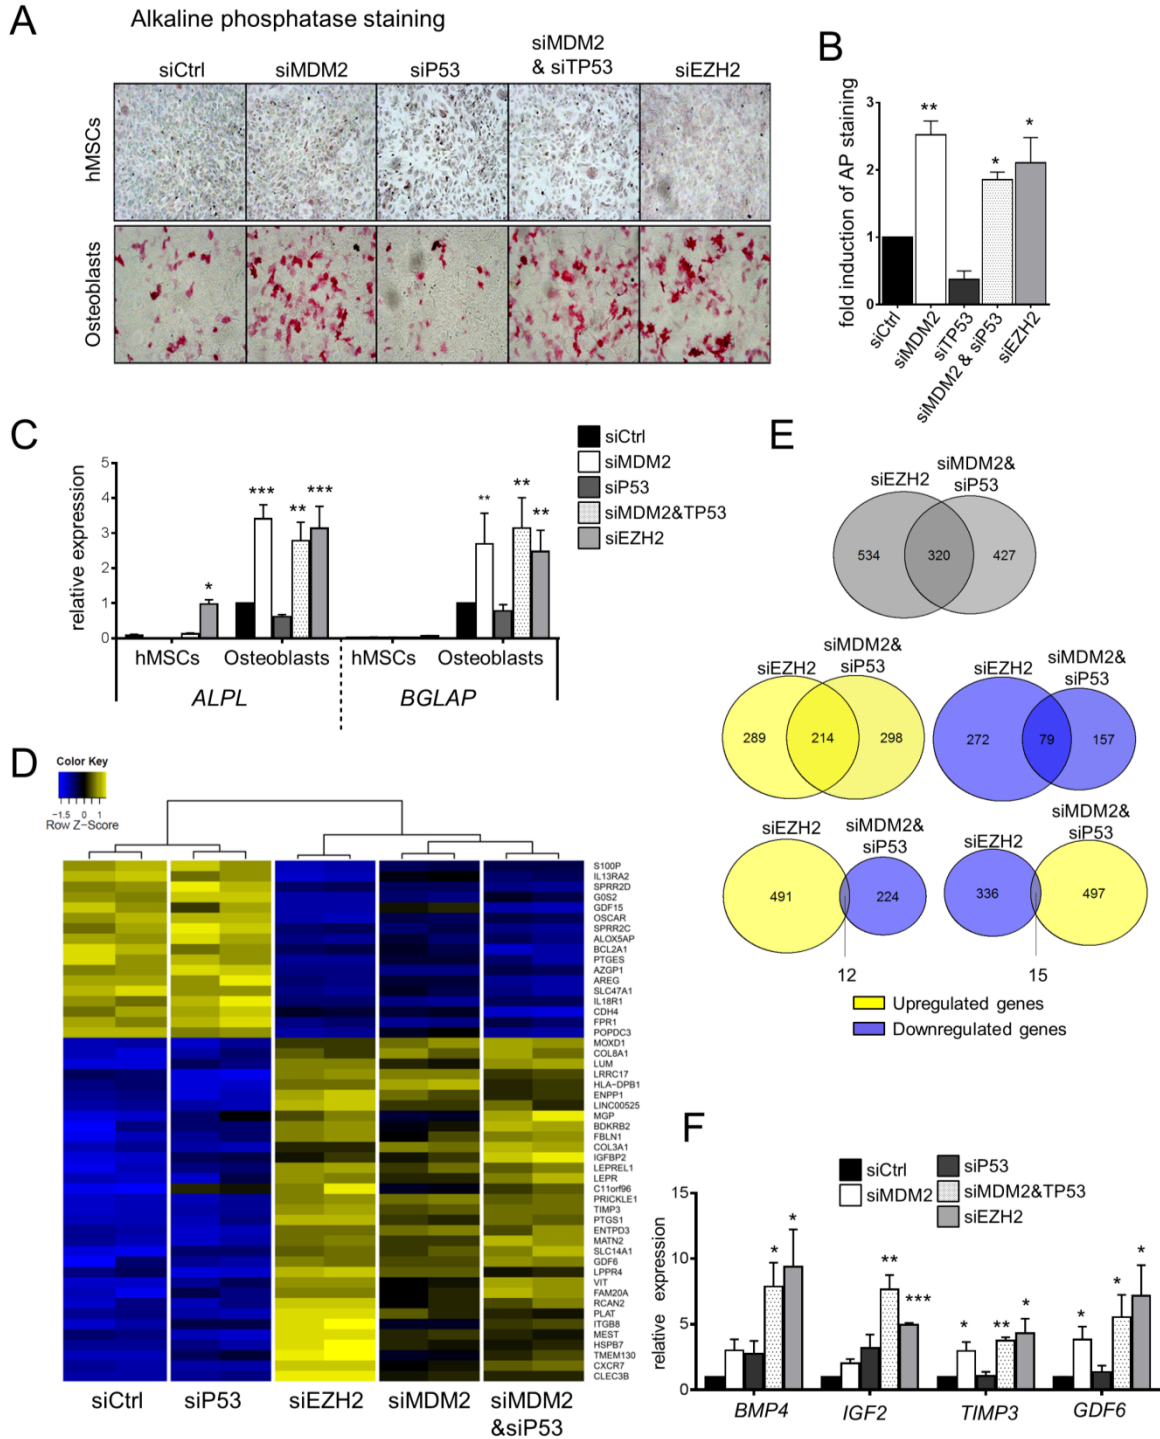 A
Alkaline phosphatase staining
siCtrl
siMDM2
siP53
siMDM2
& siTP53
siEZH2
hMSCs
Osteoblasts
B
fold induction of AP staining
3
2
1
0
**
*
*
siCtrl
siMDM2
siTP53
siMDM2 & siP53
siEZH2
C
relative expression
5
4
3
2
1
0
*
***
**
***
**
**
**
hMSCs
Osteoblasts
hMSCs
Osteoblasts
ALPL
BGLAP
siCtrl
siMDM2
siP53
siMDM2&TP53
siEZH2
D
Color Key
−1.5 0 1
Row Z−Score
S100P
IL13RA2
SPRR2D
G0S2
GDF15
OSCAR
SPRR2C
ALOX5AP
BCL2A1
PTGES
AZGP1
AREG
SLC47A1
IL18R1
CDH4
FPR1
POPDC3
MOXD1
COL8A1
LUM
LRRC17
HLA−DPB1
ENPP1
LINC00525
MGP
BDKRB2
FBLN1
COL3A1
IGFBP2
LEPREL1
LEPR
C11orf96
PRICKLE1
TIMP3
PTGS1
ENTPD3
MATN2
SLC14A1
GDF6
LPPR4
VIT
FAM20A
RCAN2
PLAT
ITGB8
MEST
HSPB7
TMEM130
CXCR7
CLEC3B
siCtrl
siP53
siEZH2
siMDM2
siMDM2
&siP53
E
siEZH2
siMDM2&
siP53
534
320
427
siEZH2
siMDM2&
siP53
289
214
298
siEZH2
siMDM2&
siP53
272
79
157
siEZH2
siMDM2&
siP53
491
224
12
siEZH2
siMDM2&
siP53
336
497
15
Upregulated genes
Downregulated genes
F
siCtrl
siMDM2
siP53
siMDM2&TP53
siEZH2
relative expression
15
10
5
0
*
*
**
***
*
**
*
*
*
*
BMP4
IGF2
TIMP3
GDF6